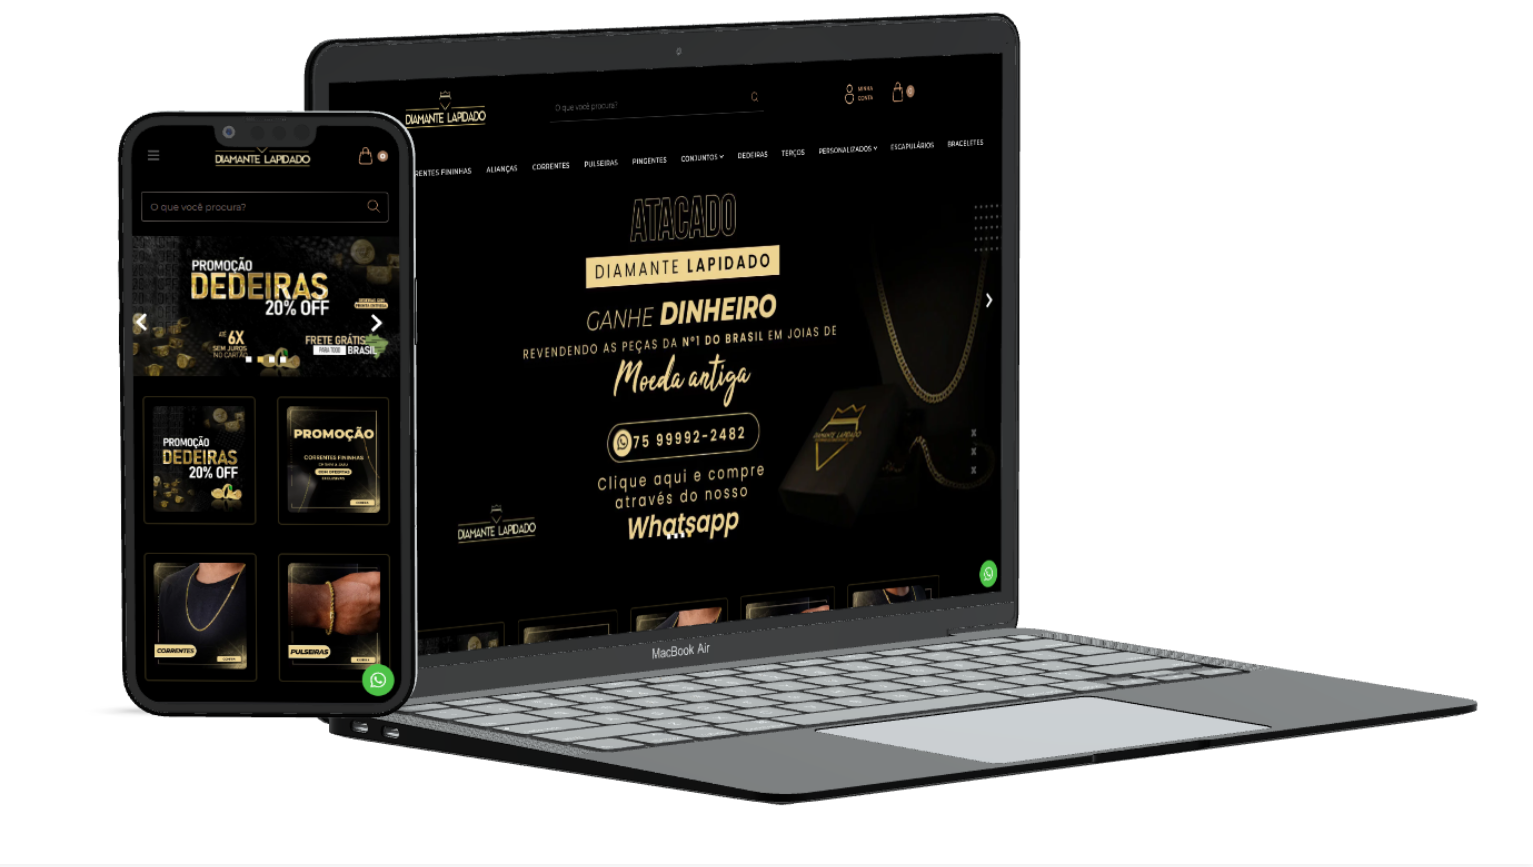 DIAMANTE LAPIDADO
O que você procura?
PROMOÇÃO
DEDEIRAS
20% OFF
ATÉ 6X
SEM JUROS
NO CARTÃO
FRETE GRÁTIS
PARA TODO BRASIL
PROMOÇÃO
DEDEIRAS
20% OFF
PROMOÇÃO
CORRENTES FININHAS
CORRENTES
PULSEIRAS
DIAMANTE LAPIDADO
O que você procura?
MINHA
CONTA
RENTES FININHAS ALIANÇAS CORRENTES PULSEIRAS PINGENTES CONJUNTOS DEDEIRAS TERÇOS PERSONALIZADOS ESCAPULÁRIOS BRACELETES
ATACADO
DIAMANTE LAPIDADO
GANHE DINHEIRO
REVENDENDO AS PEÇAS DA Nº1 DO BRASIL EM JOIAS DE
Moeda antiga
75 99992-2482
Clique aqui e compre
através do nosso
Whatsapp
DIAMANTE LAPIDADO
DIAMANTE LAPIDADO
MacBook Air